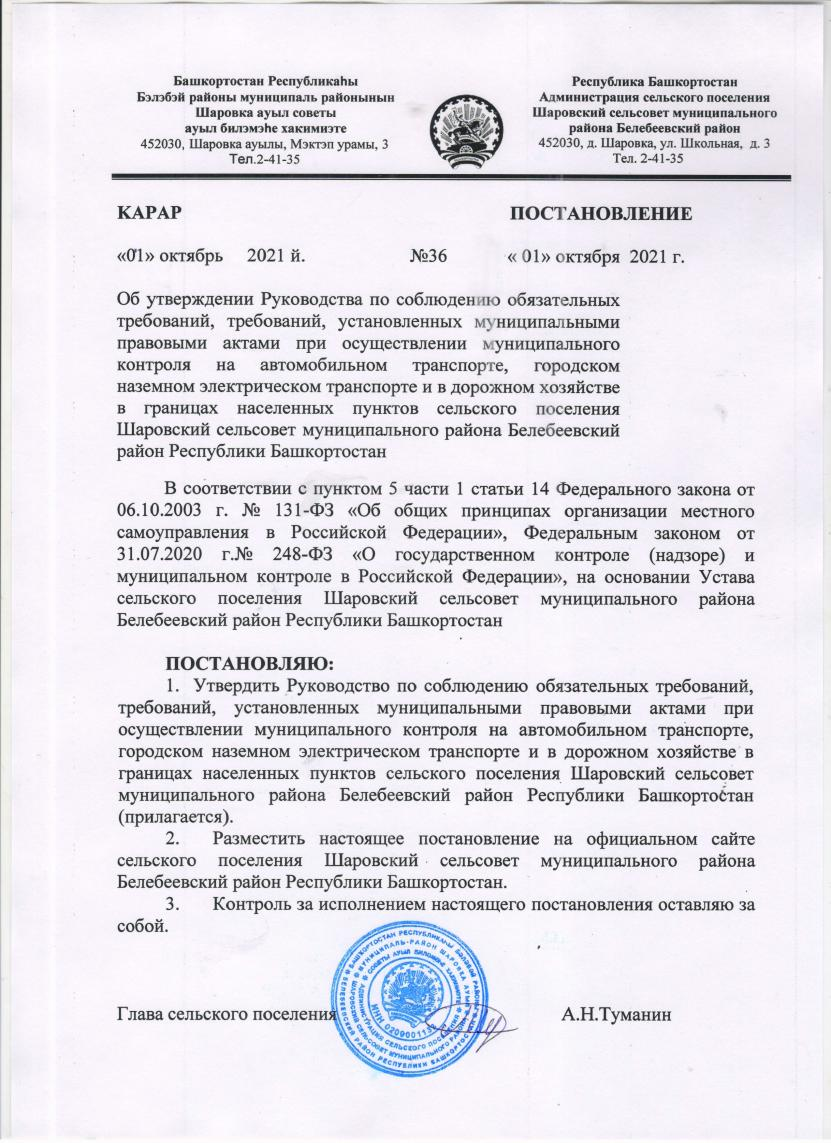 Башкортостан Республикаһы
Бэлэбэй районы муниципаль районынын
Шаровка ауыл советы
ауыл билэмэһе хакимиэте
452030, Шаровка ауылы, Мэктэп урамы, 3
Тел.2-41-35
Республика Башкортостан
Администрация сельского поселения
Шаровский сельсовет муниципального
района Белебеевский район
452030, д. Шаровка, ул. Школьная, д. 3
Тел. 2-41-35
КАРАР ПОСТАНОВЛЕНИЕ
«01» октябрь 2021 й. №36 « 01» октября 2021 г.
Об утверждении Руководства по соблюдению обязательных
требований, требований, установленных муниципальными
правовыми актами при осуществлении муниципального
контроля на автомобильном транспорте, городском
наземном электрическом транспорте и в дорожном хозяйстве
в границах населенных пунктов сельского поселения
Шаровский сельсовет муниципального района Белебеевский
район Республики Башкортостан
В соответствии с пунктом 5 части 1 статьи 14 Федерального закона от
06.10.2003 г. № 131-ФЗ «Об общих принципах организации местного
самоуправления в Российской Федерации», Федеральным законом от
31.07.2020 г.№ 248-ФЗ «О государственном контроле (надзоре) и
муниципальном контроле в Российской Федерации», на основании Устава
сельского поселения Шаровский сельсовет муниципального района
Белебеевский район Республики Башкортостан
ПОСТАНОВЛЯЮ:
1. Утвердить Руководство по соблюдению обязательных требований,
требований, установленных муниципальными правовыми актами при
осуществлении муниципального контроля на автомобильном транспорте,
городском наземном электрическом транспорте и в дорожном хозяйстве в
границах населенных пунктов сельского поселения Шаровский сельсовет
муниципального района Белебеевский район Республики Башкортостан
(прилагается).
2. Разместить настоящее постановление на официальном сайте
сельского поселения Шаровский сельсовет муниципального района
Белебеевский район Республики Башкортостан.
3. Контроль за исполнением настоящего постановления оставляю за
собой.
Глава сельского поселения А.Н.Туманин